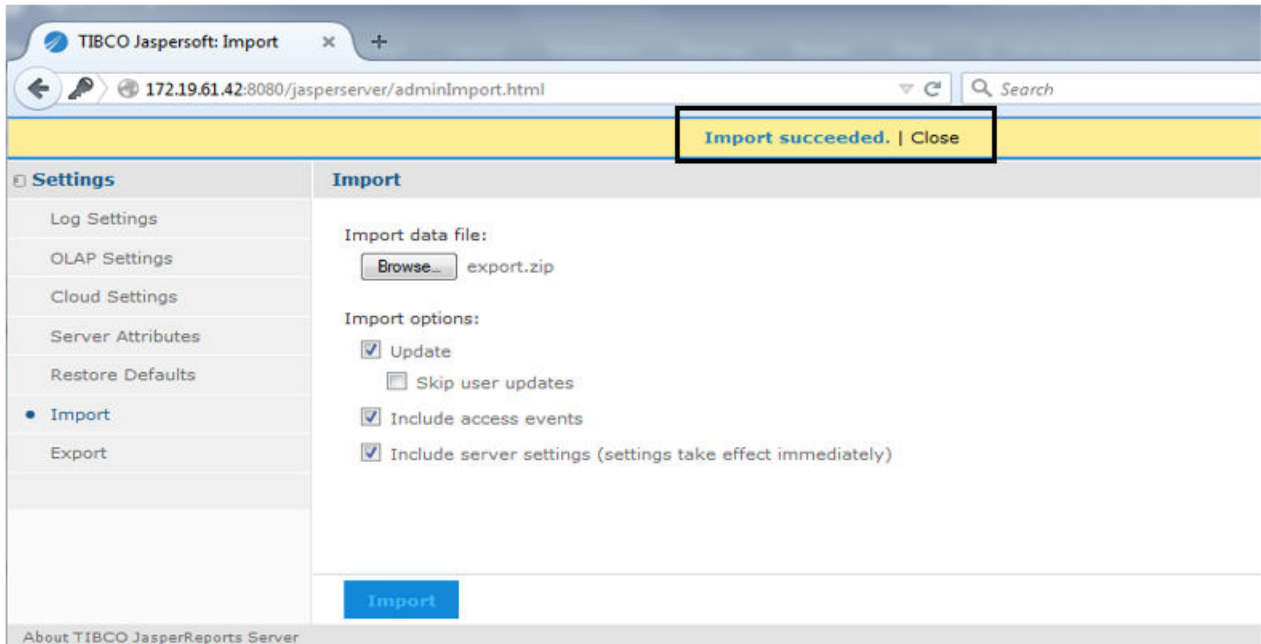 TIBCO Jaspersoft: Import
172.19.61.42:8080/jasperserver/adminImport.html Search
Import succeeded. | Close
Settings
Import
Log Settings
OLAP Settings
Cloud Settings
Server Attributes
Restore Defaults
Import
Export
Import data file:
Browse... export.zip
Import options:
Update
Skip user updates
Include access events
Include server settings (settings take effect immediately)
Import
About TIBCO JasperReports Server